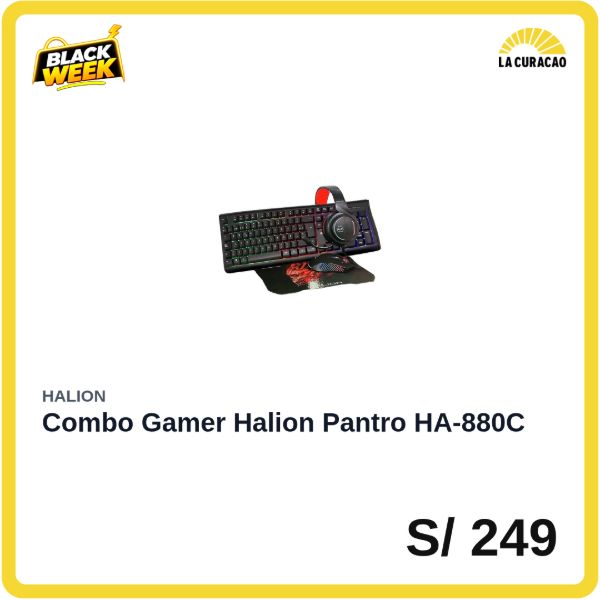 BLACK
WEEK
LA CURACAO
HALION
Combo Gamer Halion Pantro HA-880C
S/ 249